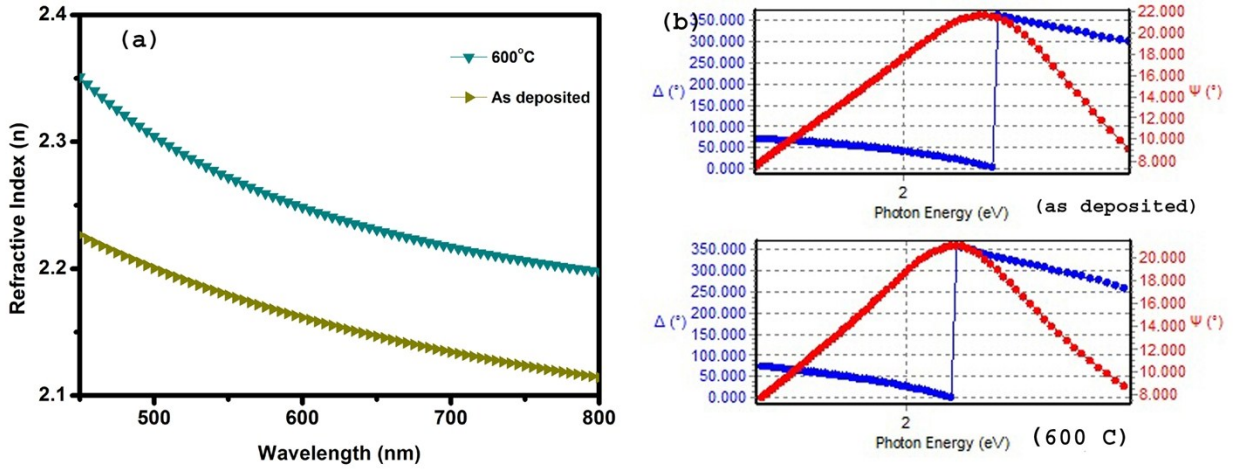 2.4
2.3
2.2
2.1
Refractive Index (n)
(a)
600°C
As deposited
500
600
700
800
Wavelength (nm)
(b)
350.000
300.000
250.000
200.000
150.000
100.000
50.000
0.000
Δ (°)
22.000
20.000
18.000
16.000
14.000
12.000
10.000
8.000
Ψ (°)
2
Photon Energy (eV)
(as deposited)
350.000
300.000
250.000
200.000
150.000
100.000
50.000
0.000
Δ (°)
20.000
18.000
16.000
14.000
12.000
10.000
8.000
Ψ (°)
2
Photon Energy (eV)
(600 C)